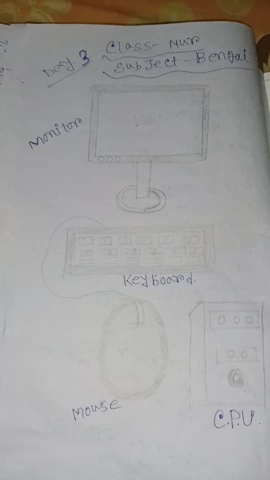 Day 3
Class- Nur
Subject - Bengali
Monitor
Keyboard
Mouse
C.P.U.